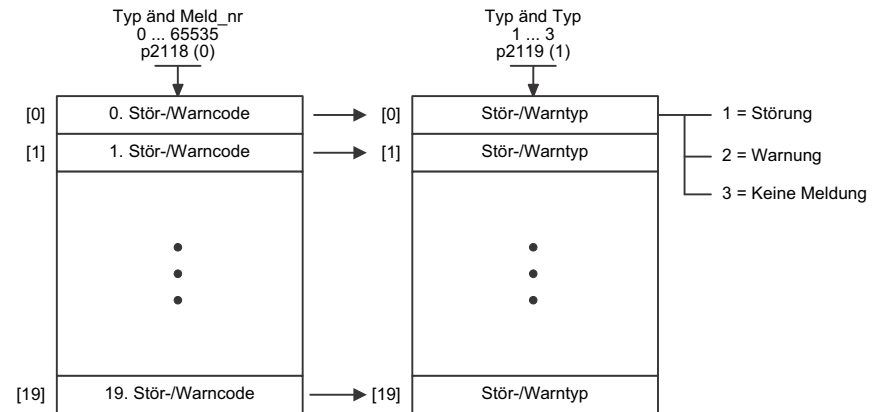 Typ änd Meld_nr
0 ... 65535
p2118 (0)
Typ änd Typ
1 ... 3
p2119 (1)
[0] 0. Stör-/Warncode [0] Stör-/Warntyp 1 = Störung
[1] 1. Stör-/Warncode [1] Stör-/Warntyp 2 = Warnung
3 = Keine Meldung
[19] 19. Stör-/Warncode [19] Stör-/Warntyp